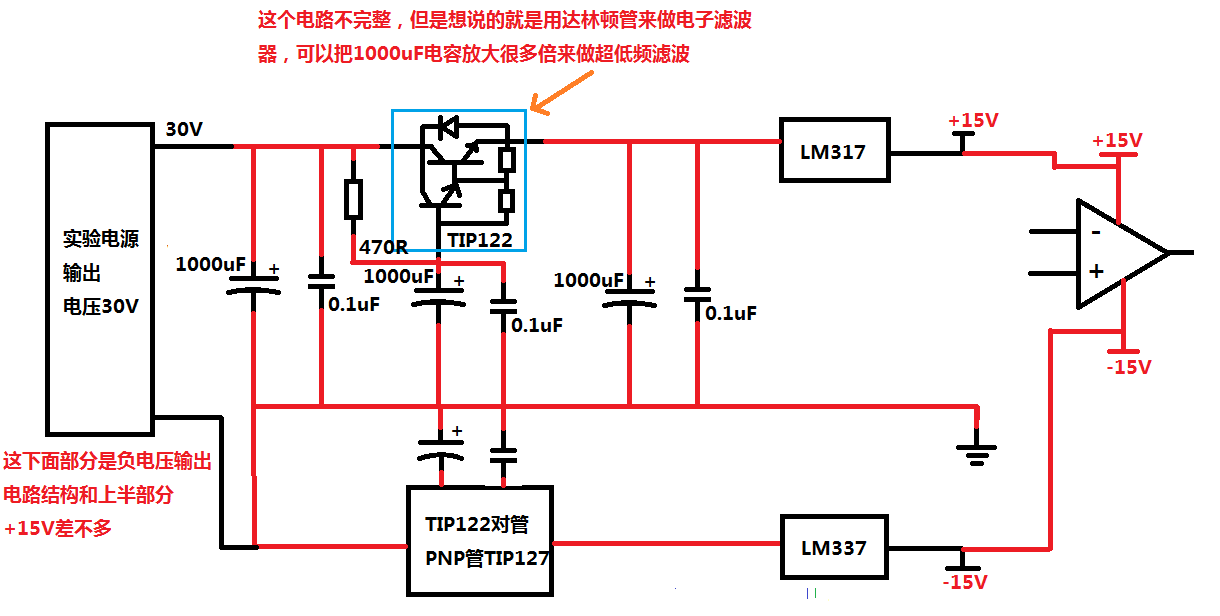 这个电路不完整，但是想说的就是用达林顿管来做电子滤波
器，可以把1000uF电容放大很多倍来做超低频滤波
30V
+15V
+15V
LM317
实验电源
输出
电压30V
TIP122
470R
1000uF
+
1000uF
+
1000uF
+
0.1uF
0.1uF
0.1uF
-
+
-15V
+
这下面部分是负电压输出
电路结构和上半部分
+15V差不多
TIP122对管
PNP管TIP127
LM337
-15V